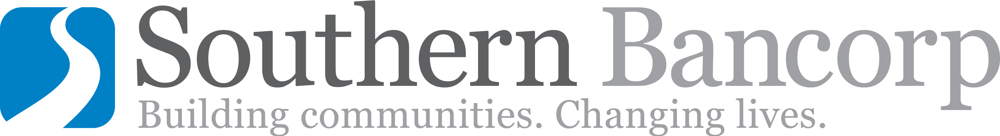 Southern Bancorp
Building communities. Changing lives.